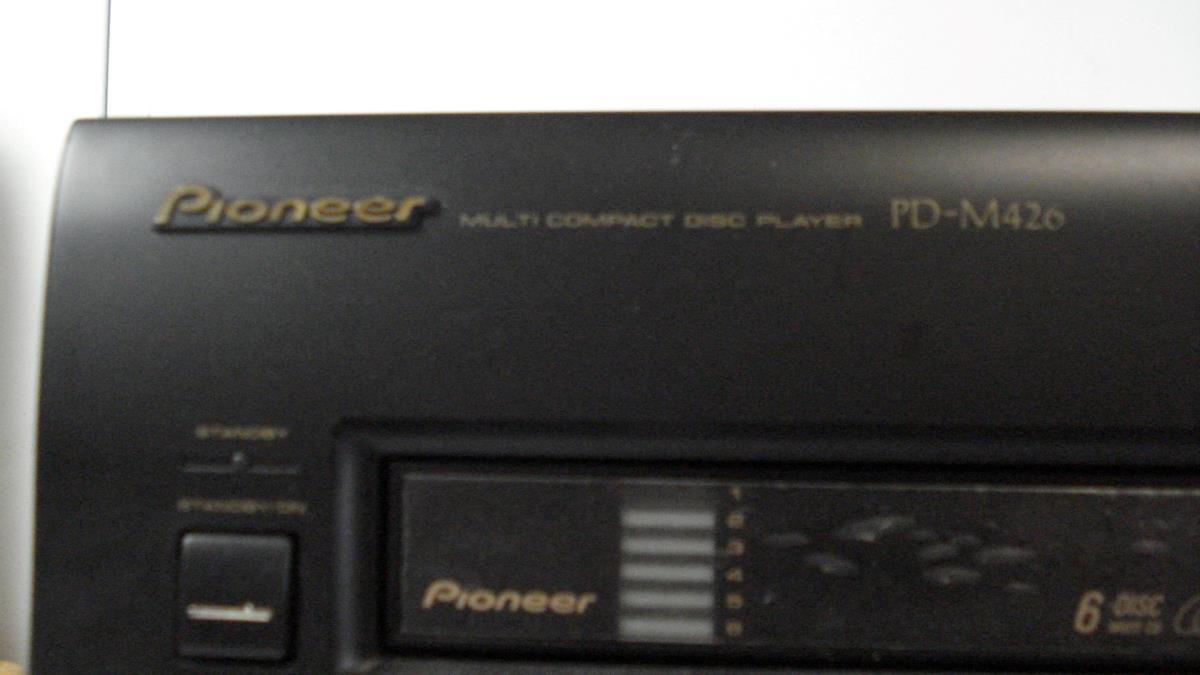 Pioneer MULTI COMPACT DISC PLAYER PD-M426
STANDBY
STANDBY/ON
1
2
3
4
5
6
Pioneer
6-DISC